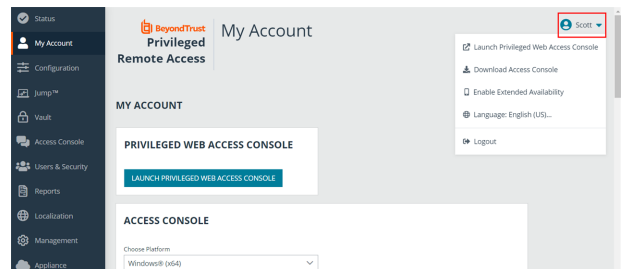 Status
My Account
Configuration
Jump™
Vault
Access Console
Users & Security
Reports
Localization
Management
Appliance
BeyondTrust
Privileged
Remote Access
My Account
Scott
Launch Privileged Web Access Console
Download Access Console
Enable Extended Availability
Language: English (US)...
Logout
MY ACCOUNT
PRIVILEGED WEB ACCESS CONSOLE
LAUNCH PRIVILEGED WEB ACCESS CONSOLE
ACCESS CONSOLE
Choose Platform
Windows® (x64)